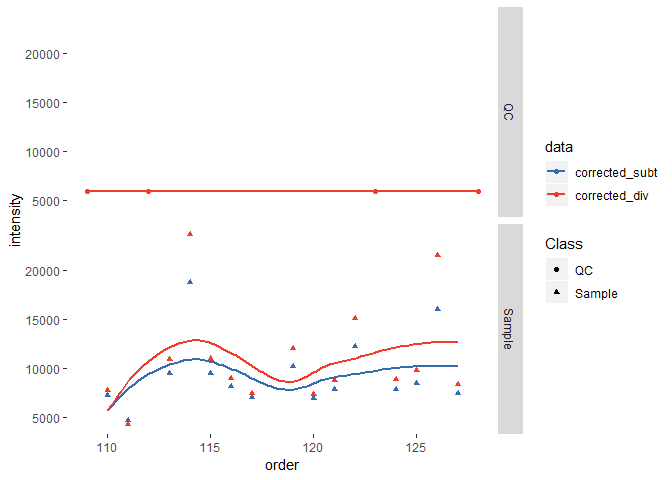 20000
15000
10000
5000
QC
intensity
20000
15000
10000
5000
Sample
110
115
120
125
order
data
corrected_subt
corrected_div
Class
QC
Sample